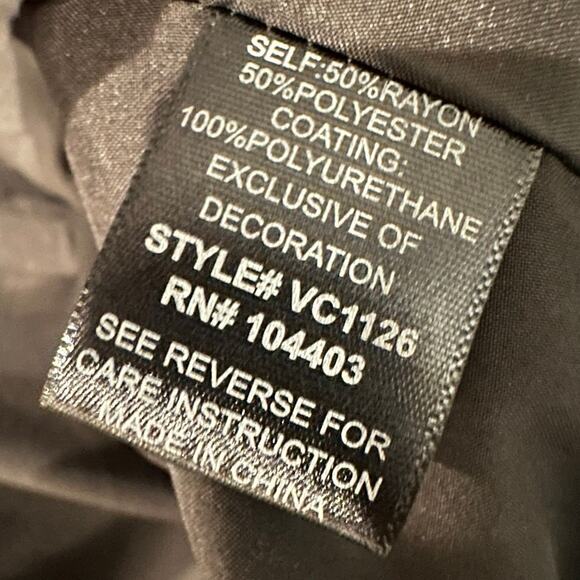 SELF:50%RAYON
50%POLYESTER
COATING:
100%POLYURETHANE
EXCLUSIVE OF
DECORATION
STYLE# VC1126
RN# 104403
SEE REVERSE FOR
CARE INSTRUCTION
MADE IN CHINA